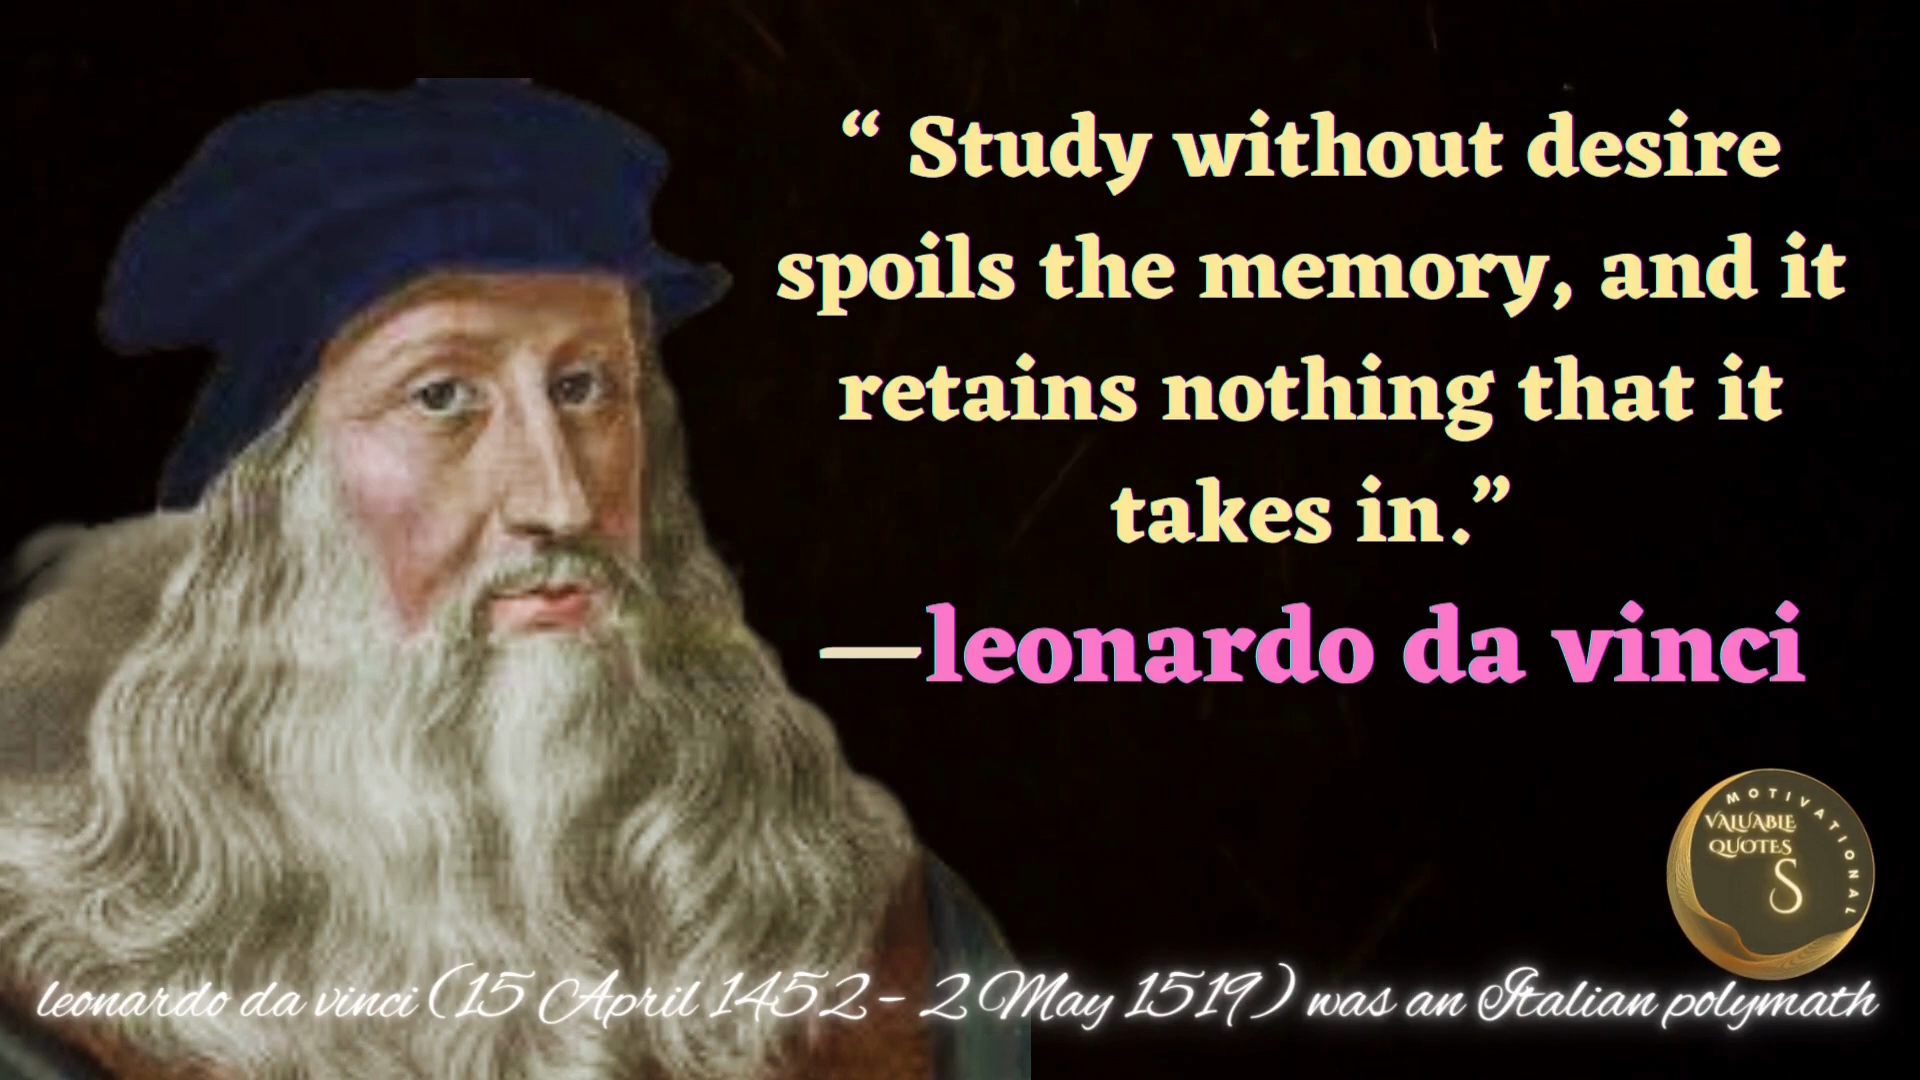 “ Study without desire
spoils the memory, and it
retains nothing that it
takes in.”
—leonardo da vinci
MOTIVATIONAL
VALUABLE
QUOTES
S
leonardo da vinci (15 April 1452 - 2 May 1519) was an Italian polymath